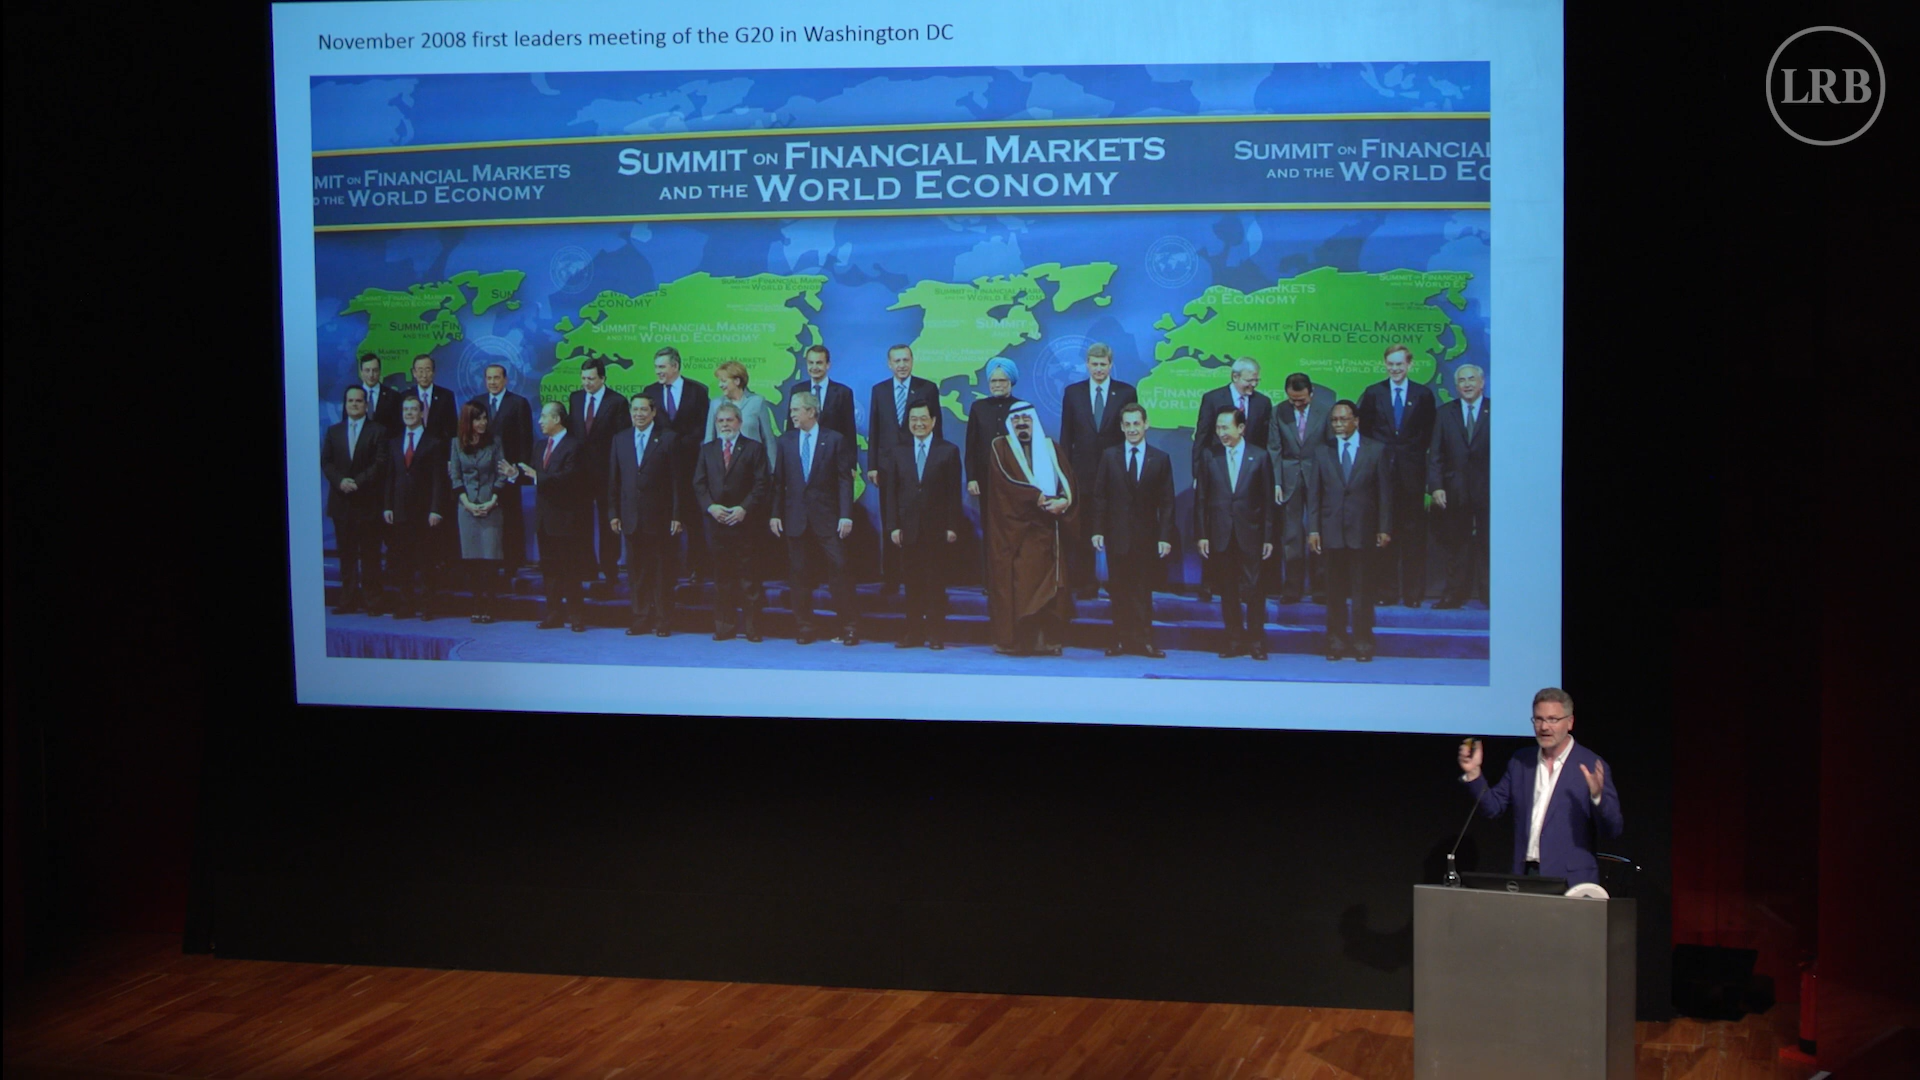 November 2008 first leaders meeting of the G20 in Washington DC
LRB
SUMMIT ON FINANCIAL MARKETS
AND THE WORLD ECONOMY
MIT ON FINANCIAL MARKETS
D THE WORLD ECONOMY
SUMMIT ON FINANCIAL
AND THE WORLD EC
SUMMIT ON FINANCIAL MARKETS
AND THE WORLD ECONOMY
SUMMIT ON FINANCIAL MARKETS
AND THE WORLD ECONOMY